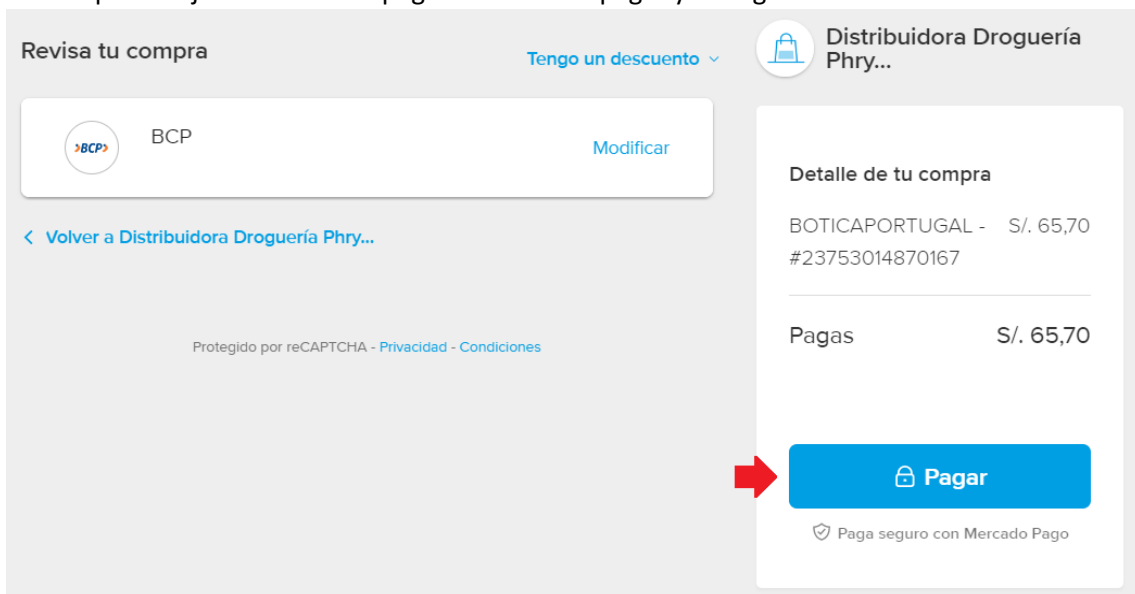 Revisa tu compra
Tengo un descuento
›BCP›
BCP
Modificar
Volver a Distribuidora Droguería Phry...
Protegido por reCAPTCHA - Privacidad - Condiciones
Distribuidora Droguería
Phry...
Detalle de tu compra
BOTICAPORTUGAL - S/. 65,70
#23753014870167
Pagas S/. 65,70
Pagar
Paga seguro con Mercado Pago